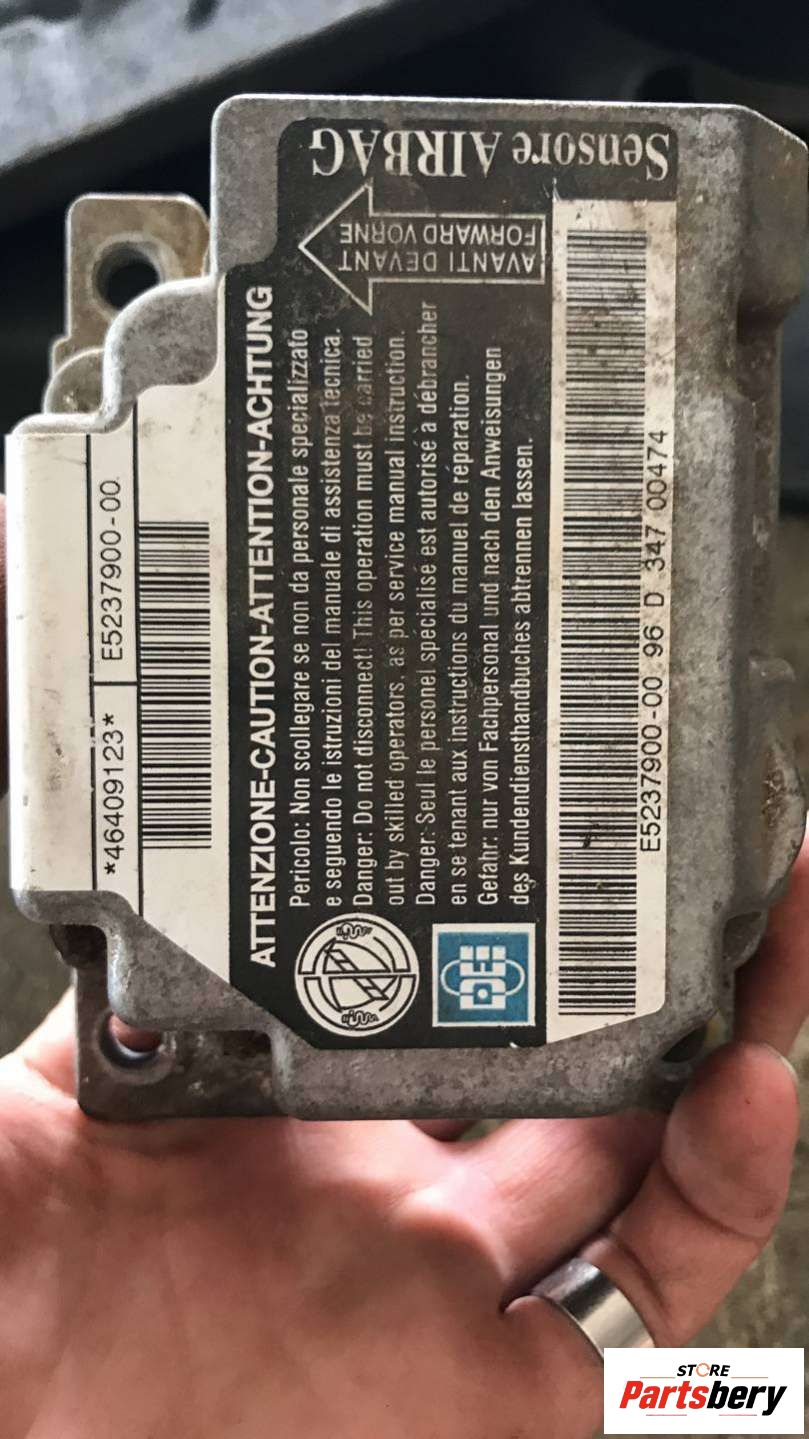 Sensore AIRBAG
AVANTI DEVANT
FORWARD VORNE
*46409123* E5237900-00
ATTENZIONE-CAUTION-ATTENTION-ACHTUNG
Pericolo: Non scollegare se non da personale specializzato
e seguendo le istruzioni del manuale di assistenza tecnica.
Danger: Do not disconnect! This operation must be carried
out by skilled operators, as per service manual instruction.
Danger: Seul le personel spécialisé est autorisé à débrancher
en se tenant aux instructions du manuel de réparation.
Gefahr: nur von Fachpersonal und nach den Anweisungen
des Kundendiensthandbuches abtrennen lassen.
E5237900-00 96 D 347 00474
STORE
Partsbery